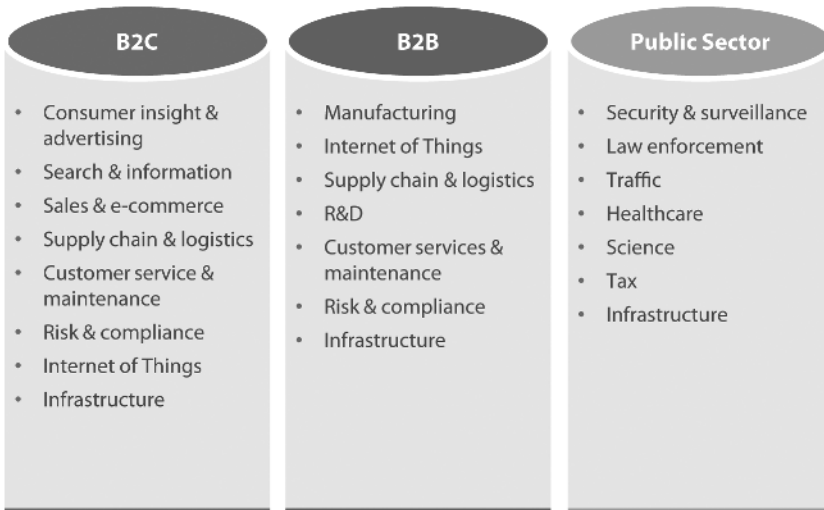 B2C
• Consumer insight &
advertising
• Search & information
• Sales & e-commerce
• Supply chain & logistics
• Customer service &
maintenance
• Risk & compliance
• Internet of Things
• Infrastructure
B2B
• Manufacturing
• Internet of Things
• Supply chain & logistics
• R&D
• Customer services &
maintenance
• Risk & compliance
• Infrastructure
Public Sector
• Security & surveillance
• Law enforcement
• Traffic
• Healthcare
• Science
• Tax
• Infrastructure